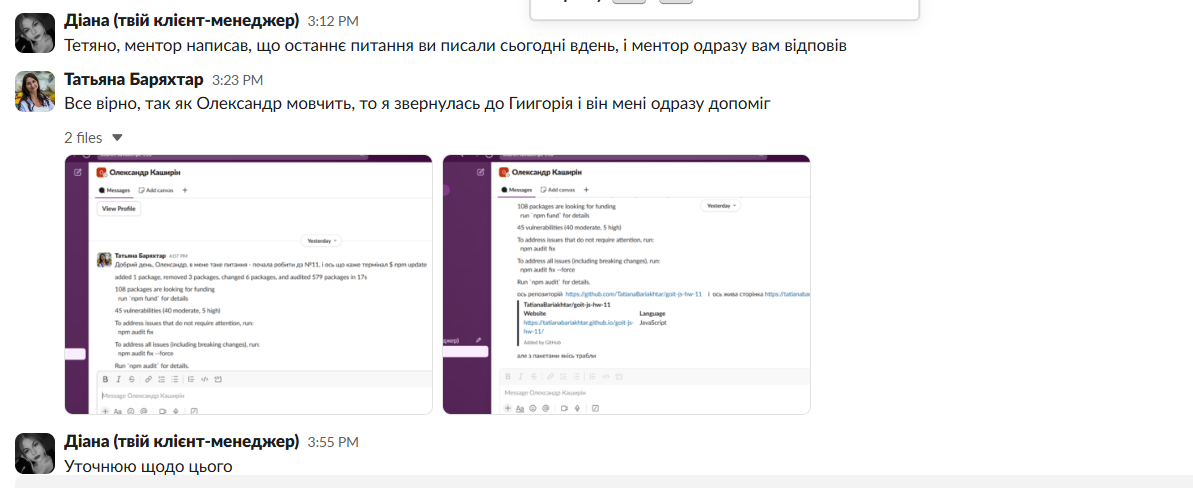 Діана (твій клієнт-менеджер) 3:12 PM
Тетяно, ментор написав, що останнє питання ви писали сьогодні вдень, і ментор одразу вам відповів
Татьяна Баряхтар 3:23 PM
Все вірно, так як Олександр мовчить, то я звернулась до Гиигорія і він мені одразу допоміг
2 files
Олександр Каширін
Messages Add canvas +
View Profile
Yesterday
Татьяна Баряхтар 4:07 PM
Добрий день, Олександр, в мене таке питання - почала робити дз №11, і ось що каже термінал $ npm update
added 1 package, removed 3 packages, changed 6 packages, and audited 579 packages in 17s
108 packages are looking for funding
run `npm fund` for details
45 vulnerabilities (40 moderate, 5 high)
To address issues that do not require attention, run:
npm audit fix
To address all issues (including breaking changes), run:
npm audit fix --force
Run `npm audit` for details.
Message Олександр Каширін
Олександр Каширін
Messages Add canvas +
108 packages are looking for funding
Yesterday
run `npm fund` for details
45 vulnerabilities (40 moderate, 5 high)
To address issues that do not require attention, run:
npm audit fix
To address all issues (including breaking changes), run:
npm audit fix --force
Run `npm audit` for details.
ось репозиторій https://github.com/TatianaBariakhtar/goit-js-hw-11 і ось жива сторінка https://tatianaba
TatianaBariakhtar/goit-js-hw-11
Website Language
https://tatianabariakhtar.github.io/goit-js- JavaScript
hw-11/
Added by GitHub
але з пакетами якісь трабли
Message Олександр Каширін
Діана (твій клієнт-менеджер) 3:55 PM
Уточнюю щодо цього